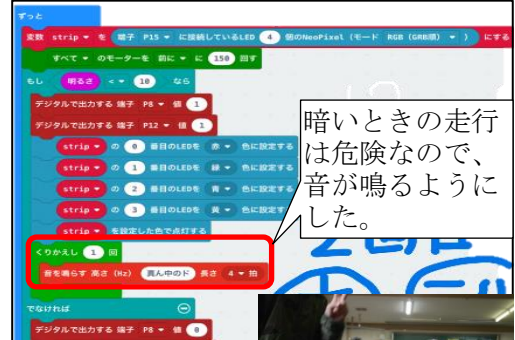 ずっと
変数 strip ▾ を 端子 P15 ▾ に接続しているLED 4 個のNeoPixel (モード RGB (GRB順) ▾ ) にする
すべて ▾ のモーターを 前に ▾ に 150 回す
もし 明るさ < ▾ 10 なら
デジタルで出力する 端子 P8 ▾ 値 1
デジタルで出力する 端子 P12 ▾ 値 1
strip ▾ の 0 番目のLEDを 赤 ▾ 色に設定する
strip ▾ の 1 番目のLEDを 緑 ▾ 色に設定する
strip ▾ の 2 番目のLEDを 青 ▾ 色に設定する
strip ▾ の 3 番目のLEDを 黄 ▾ 色に設定する
strip ▾ を設定した色で点灯する
くりかえし 1 回
音を鳴らす 高さ (Hz) 真ん中のド 長さ 4 ▾ 拍
でなければ
デジタルで出力する 端子 P8 ▾ 値 0
暗いときの走行
は危険なので、
音が鳴るように
した。